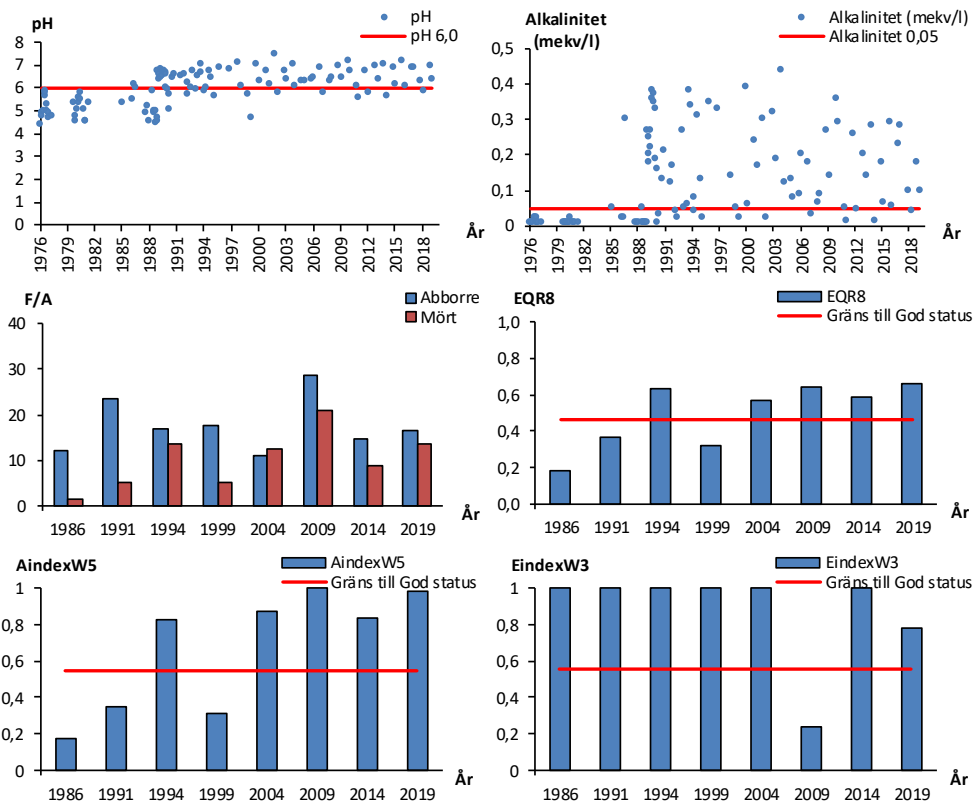 pH
pH
pH 6,0
8
7
6
5
4
3
2
1
0
1976
1979
1982
1985
1988
1991
1994
1997
2000
2003
2006
2009
2012
2015
2018
År
Alkalinitet
(mekv/l)
Alkalinitet (mekv/l)
Alkalinitet 0,05
0,5
0,4
0,3
0,2
0,1
0
1976
1979
1982
1985
1988
1991
1994
1997
2000
2003
2006
2009
2012
2015
2018
År
F/A
Abborre
Mört
40
30
20
10
0
1986 1991 1994 1999 2004 2009 2014 2019
År
EQR8
EQR8
Gräns till God status
1,0
0,8
0,6
0,4
0,2
0,0
1986 1991 1994 1999 2004 2009 2014 2019
År
AindexW5
AindexW5
Gräns till God status
1
0,8
0,6
0,4
0,2
0
1986 1991 1994 1999 2004 2009 2014 2019
År
EindexW3
EindexW3
Gräns till God status
1
0,8
0,6
0,4
0,2
0
1986 1991 1994 1999 2004 2009 2014 2019
År